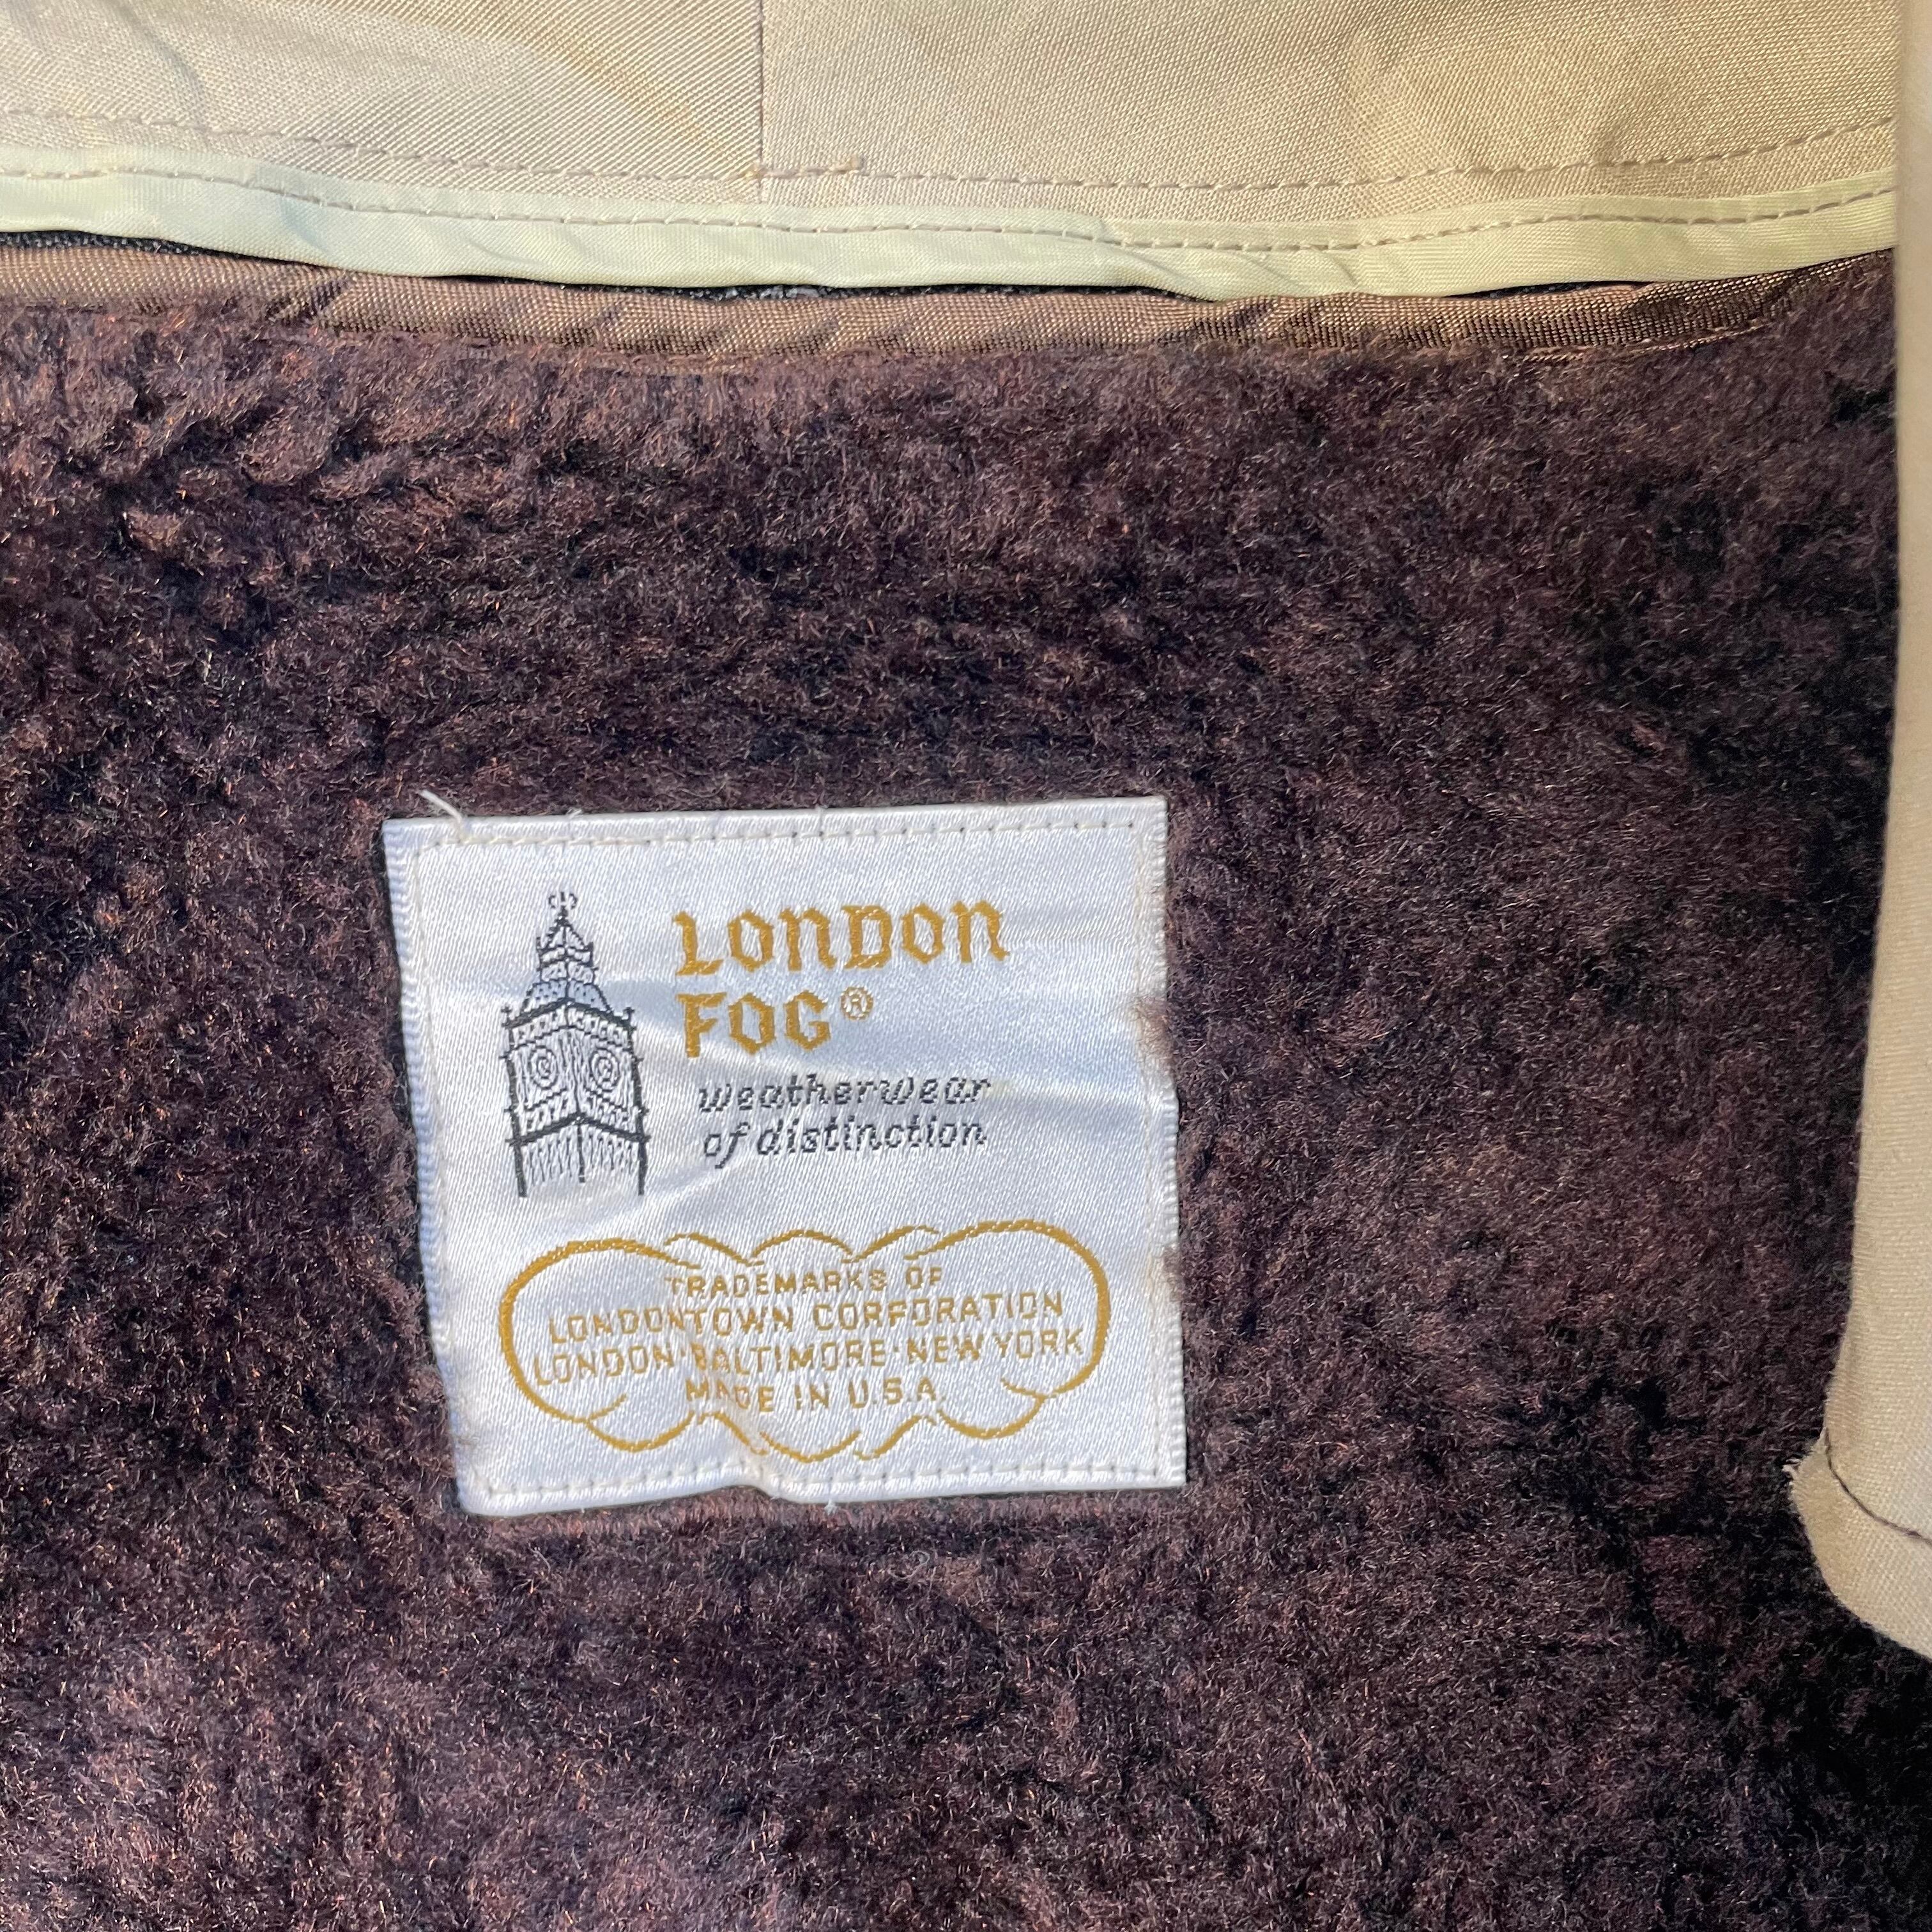 LONDON
FOG®
weatherwear
of distinction
TRADEMARKS OF
LONDONTOWN CORPORATION
LONDON·BALTIMORE·NEW YORK
MADE IN U.S.A.